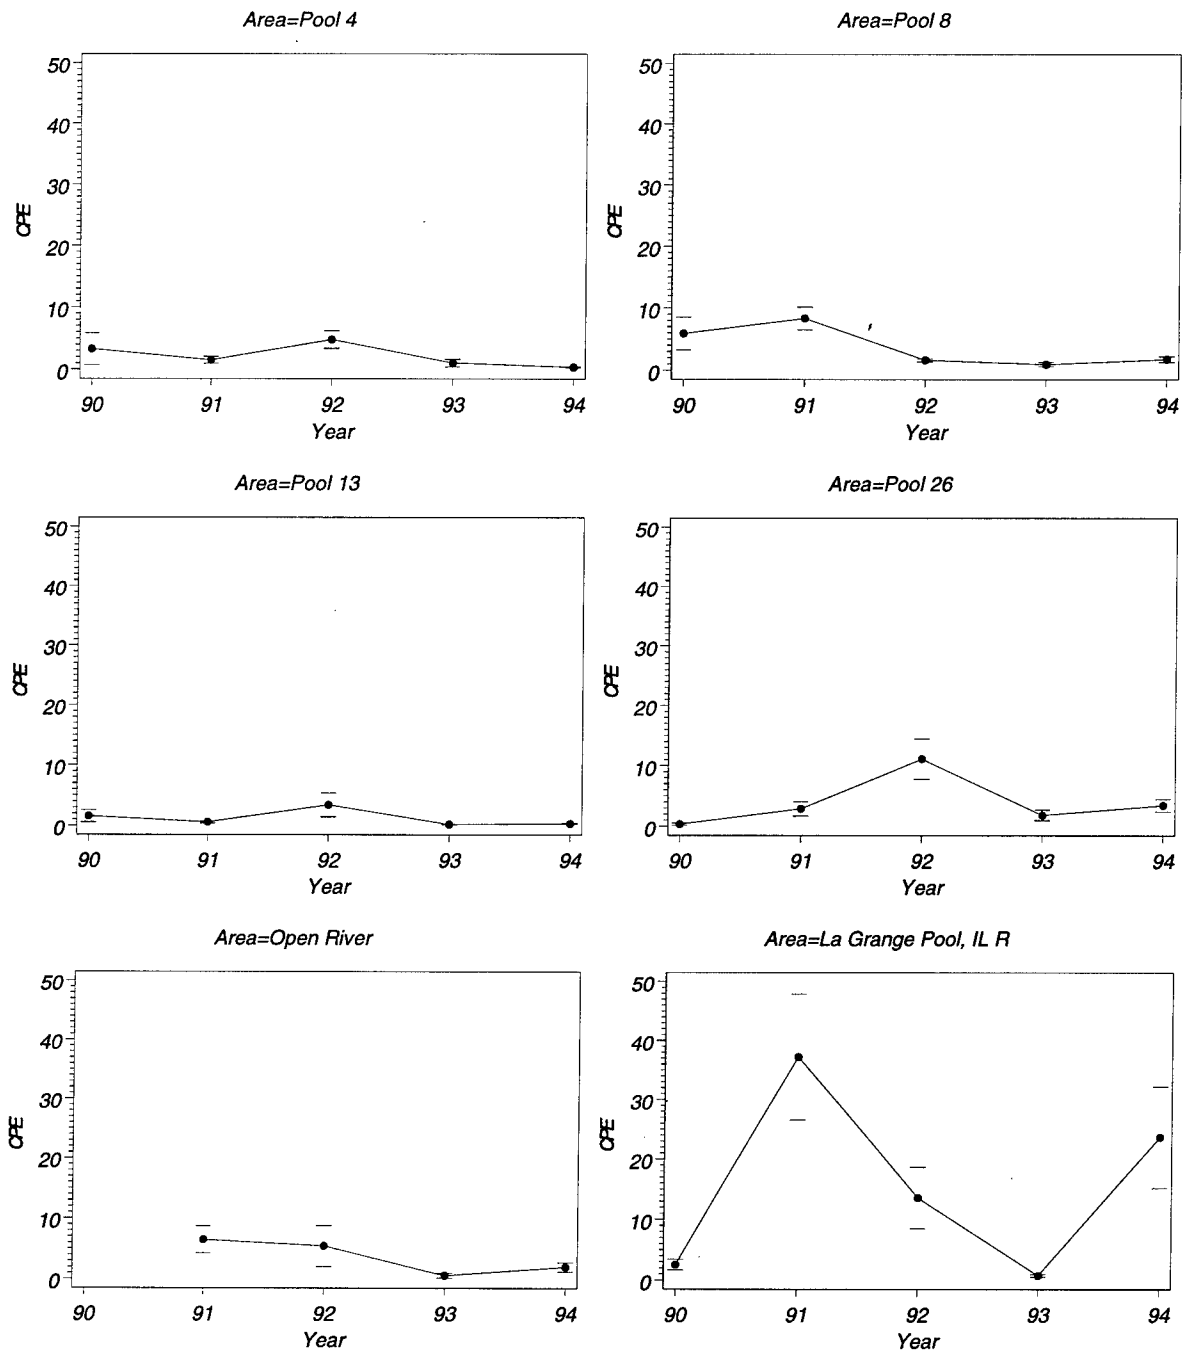 Area=Pool 4
50
40
30
20
10
0
CPE
90 91 92 93 94
Year
Area=Pool 8
50
40
30
20
10
0
CPE
90 91 92 93 94
Year
Area=Pool 13
50
40
30
20
10
0
CPE
90 91 92 93 94
Year
Area=Pool 26
50
40
30
20
10
0
CPE
90 91 92 93 94
Year
Area=Open River
50
40
30
20
10
0
CPE
90 91 92 93 94
Year
Area=La Grange Pool, IL R
50
40
30
20
10
0
CPE
90 91 92 93 94
Year